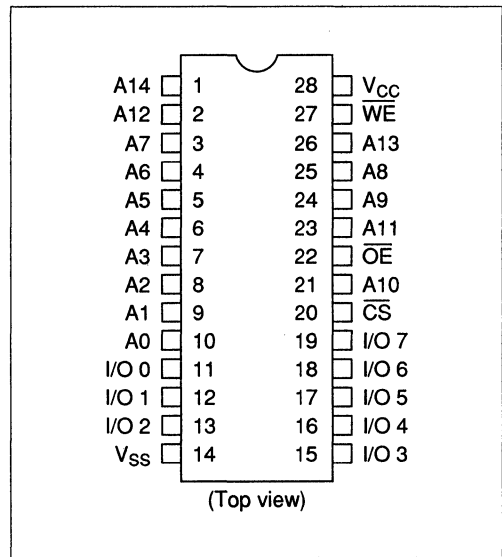 A14 1 28 VCC
A12 2 27 WE
A7 3 26 A13
A6 4 25 A8
A5 5 24 A9
A4 6 23 A11
A3 7 22 OE
A2 8 21 A10
A1 9 20 CS
A0 10 19 I/O 7
I/O 0 11 18 I/O 6
I/O 1 12 17 I/O 5
I/O 2 13 16 I/O 4
VSS 14 15 I/O 3
(Top view)